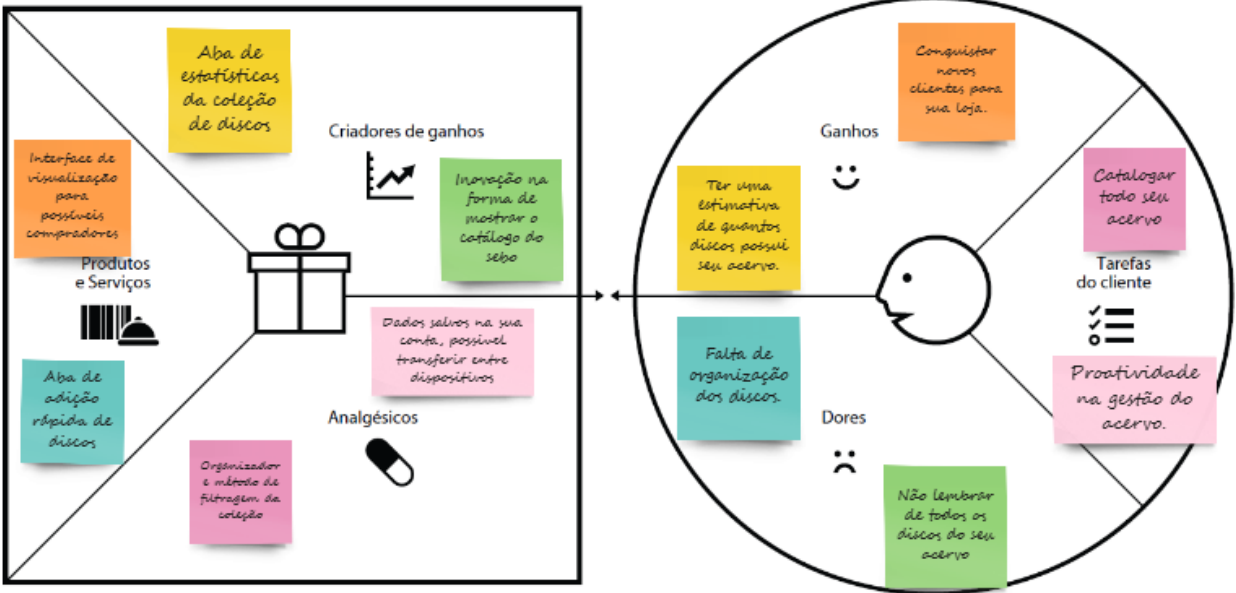 Aba de
estatísticas
da coleção
de discos
Criadores de ganhos
Interface de
visualização
para
possíveis
compradores
Inovação na
forma de
mostrar o
catálogo do
sebo
Produtos
e Serviços
Dados salvos na sua
conta, possível
transferir entre
dispositivos
Aba de
adição
rápida de
discos
Analgésicos
Organizador
e método de
filtragem da
coleção
Conquistar
novos
clientes para
sua loja.
Ganhos
Ter uma
estimativa
de quantos
discos possui
seu acervo.
Catalogar
todo seu
acervo
Tarefas
do cliente
Falta de
organização
dos discos.
Proatividade
na gestão do
acervo.
Dores
Não lembrar
de todos os
discos do seu
acervo